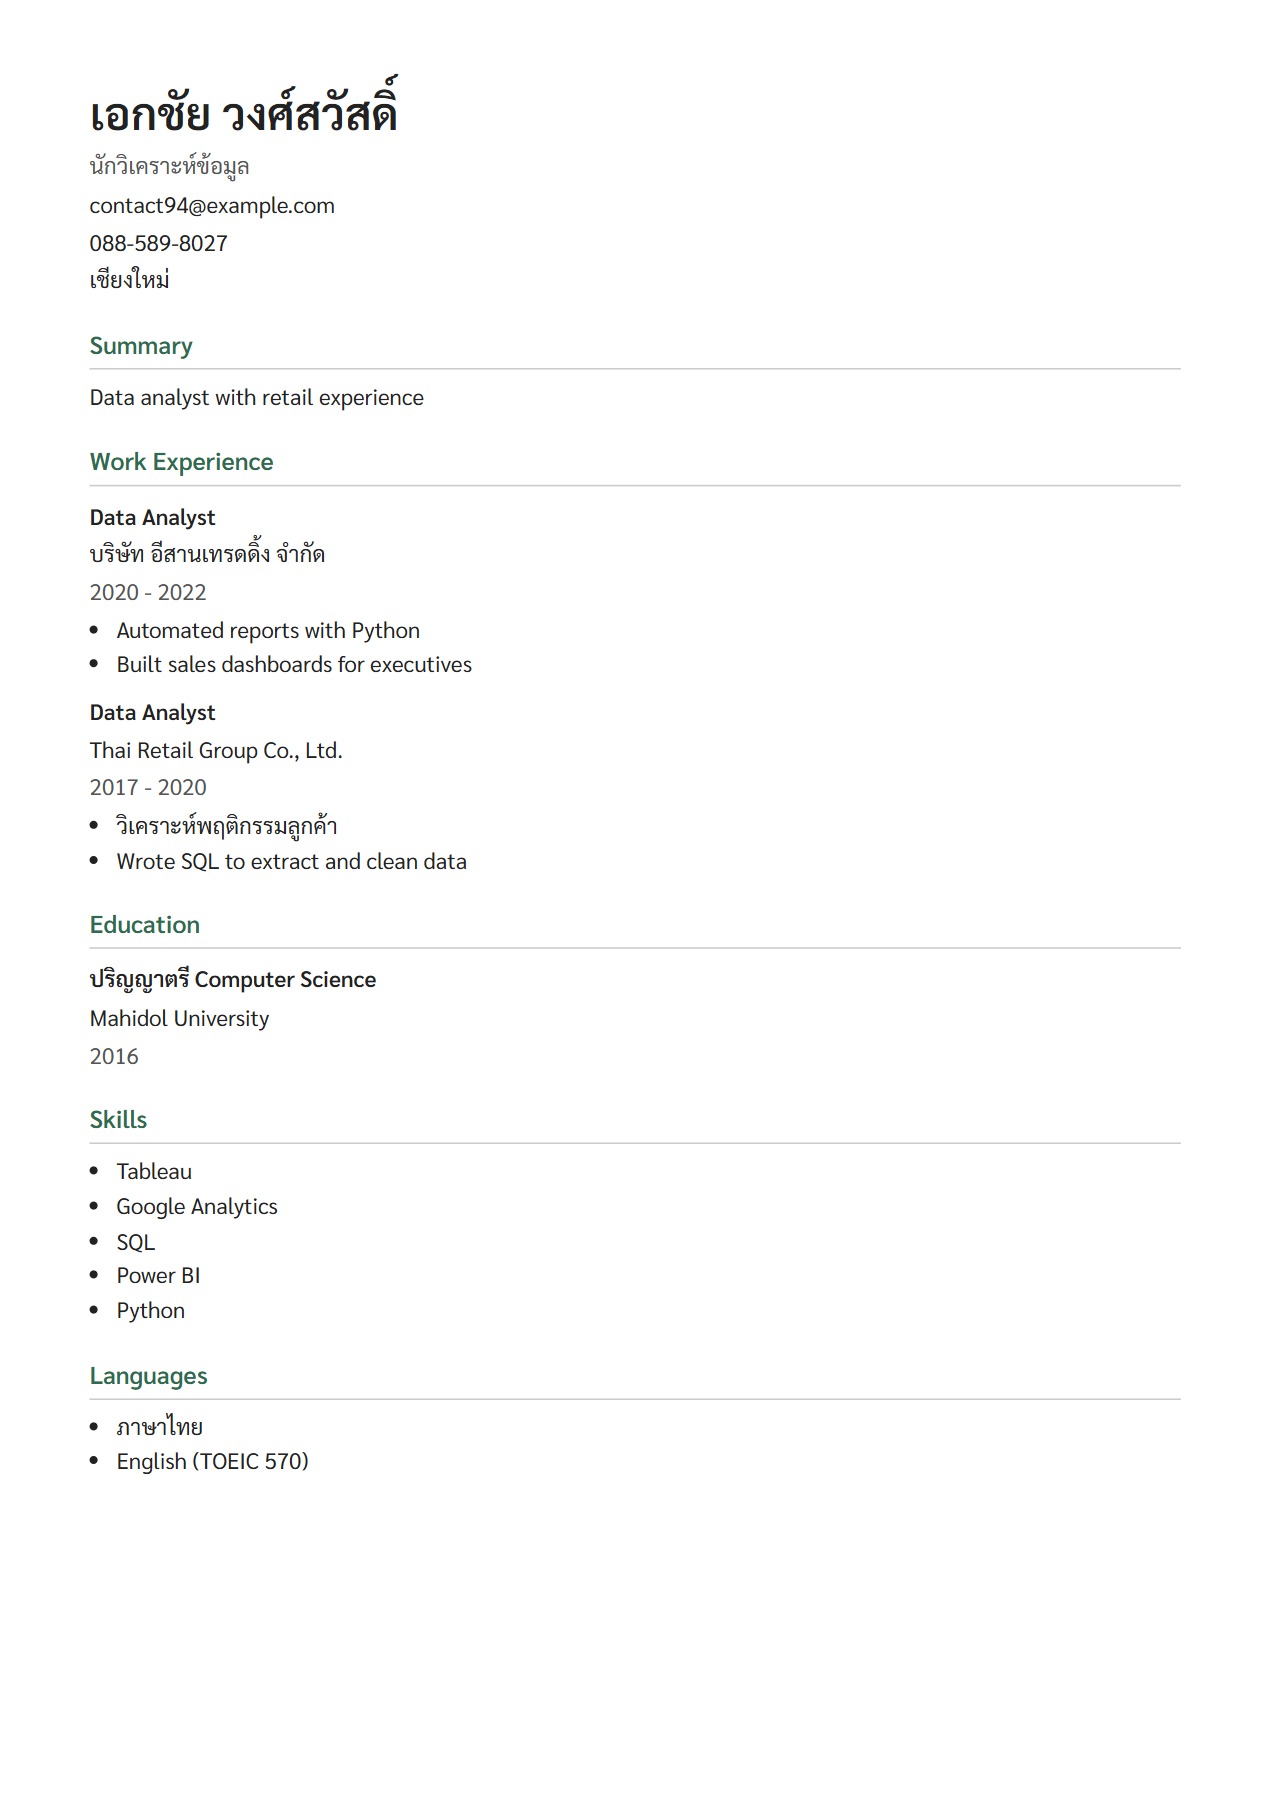 เอกชัย วงศ์สวัสดิ์
นักวิเคราะห์ข้อมูล
contact94@example.com
088-589-8027
เชียงใหม่
Summary
Data analyst with retail experience
Work Experience
Data Analyst
บริษัท อีสานเทรดดิ้ง จำกัด
2020 - 2022
• Automated reports with Python
• Built sales dashboards for executives
Data Analyst
Thai Retail Group Co., Ltd.
2017 - 2020
• วิเคราะห์พฤติกรรมลูกค้า
• Wrote SQL to extract and clean data
Education
ปริญญาตรี Computer Science
Mahidol University
2016
Skills
• Tableau
• Google Analytics
• SQL
• Power BI
• Python
Languages
• ภาษาไทย
• English (TOEIC 570)